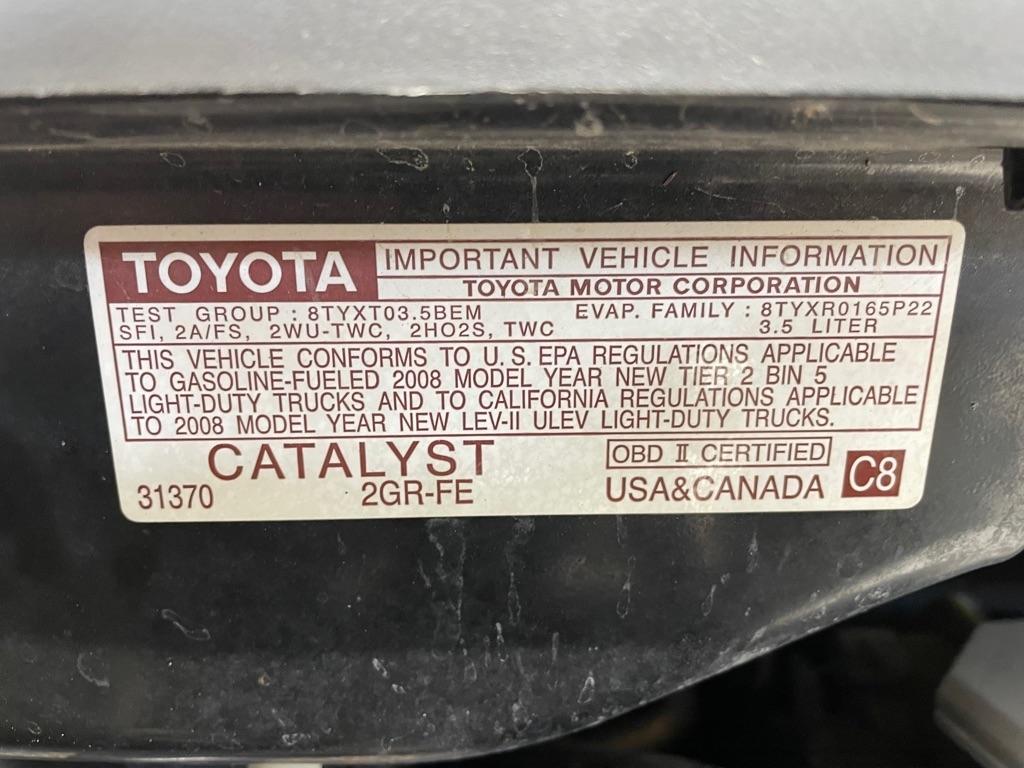 TOYOTA IMPORTANT VEHICLE INFORMATION
TOYOTA MOTOR CORPORATION
TEST GROUP : 8TYXT03.5BEM EVAP. FAMILY : 8TYXR0165P22
SFI, 2A/FS, 2WU-TWC, 2HO2S, TWC 3.5 LITER
THIS VEHICLE CONFORMS TO U.S. EPA REGULATIONS APPLICABLE
TO GASOLINE-FUELED 2008 MODEL YEAR NEW TIER 2 BIN 5
LIGHT-DUTY TRUCKS AND TO CALIFORNIA REGULATIONS APPLICABLE
TO 2008 MODEL YEAR NEW LEV-II ULEV LIGHT-DUTY TRUCKS.
CATALYST OBD II CERTIFIED
31370 2GR-FE USA&CANADA C8